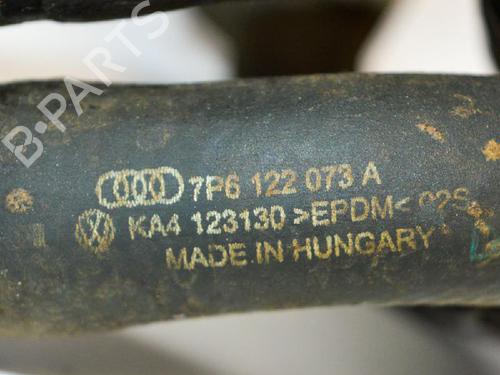 B-PARTS
7P6 122 073 A
KA4 123130 >EPDM<
MADE IN HUNGARY